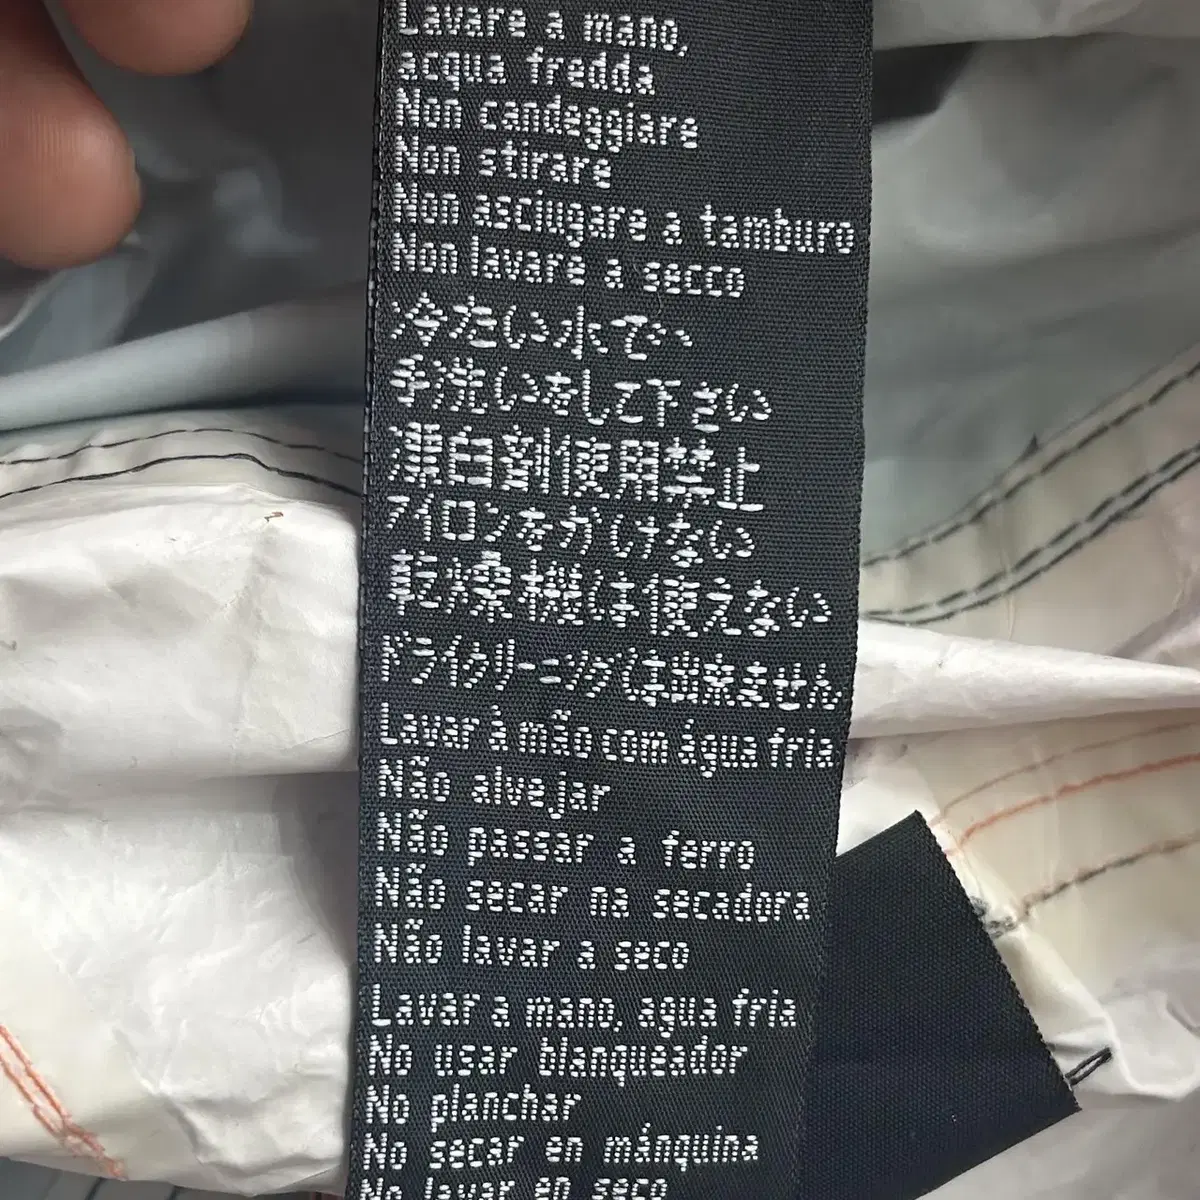 Lavare a mano,
acqua fredda
Non candeggiare
Non stirare
Non asciugare a tamburo
Non lavare a secco
冷たい水で、
手洗いをして下さい
漂白剤使用禁止
アイロンをかけない
乾燥機は使えない
ドライクリーニングは出来ません
Lavar à mão com água fria
Não alvejar
Não passar a ferro
Não secar na secadora
Não lavar a seco
Lavar a mano, agua fria
No usar blanqueador
No planchar
No secar en mánquina
No lavar en seco